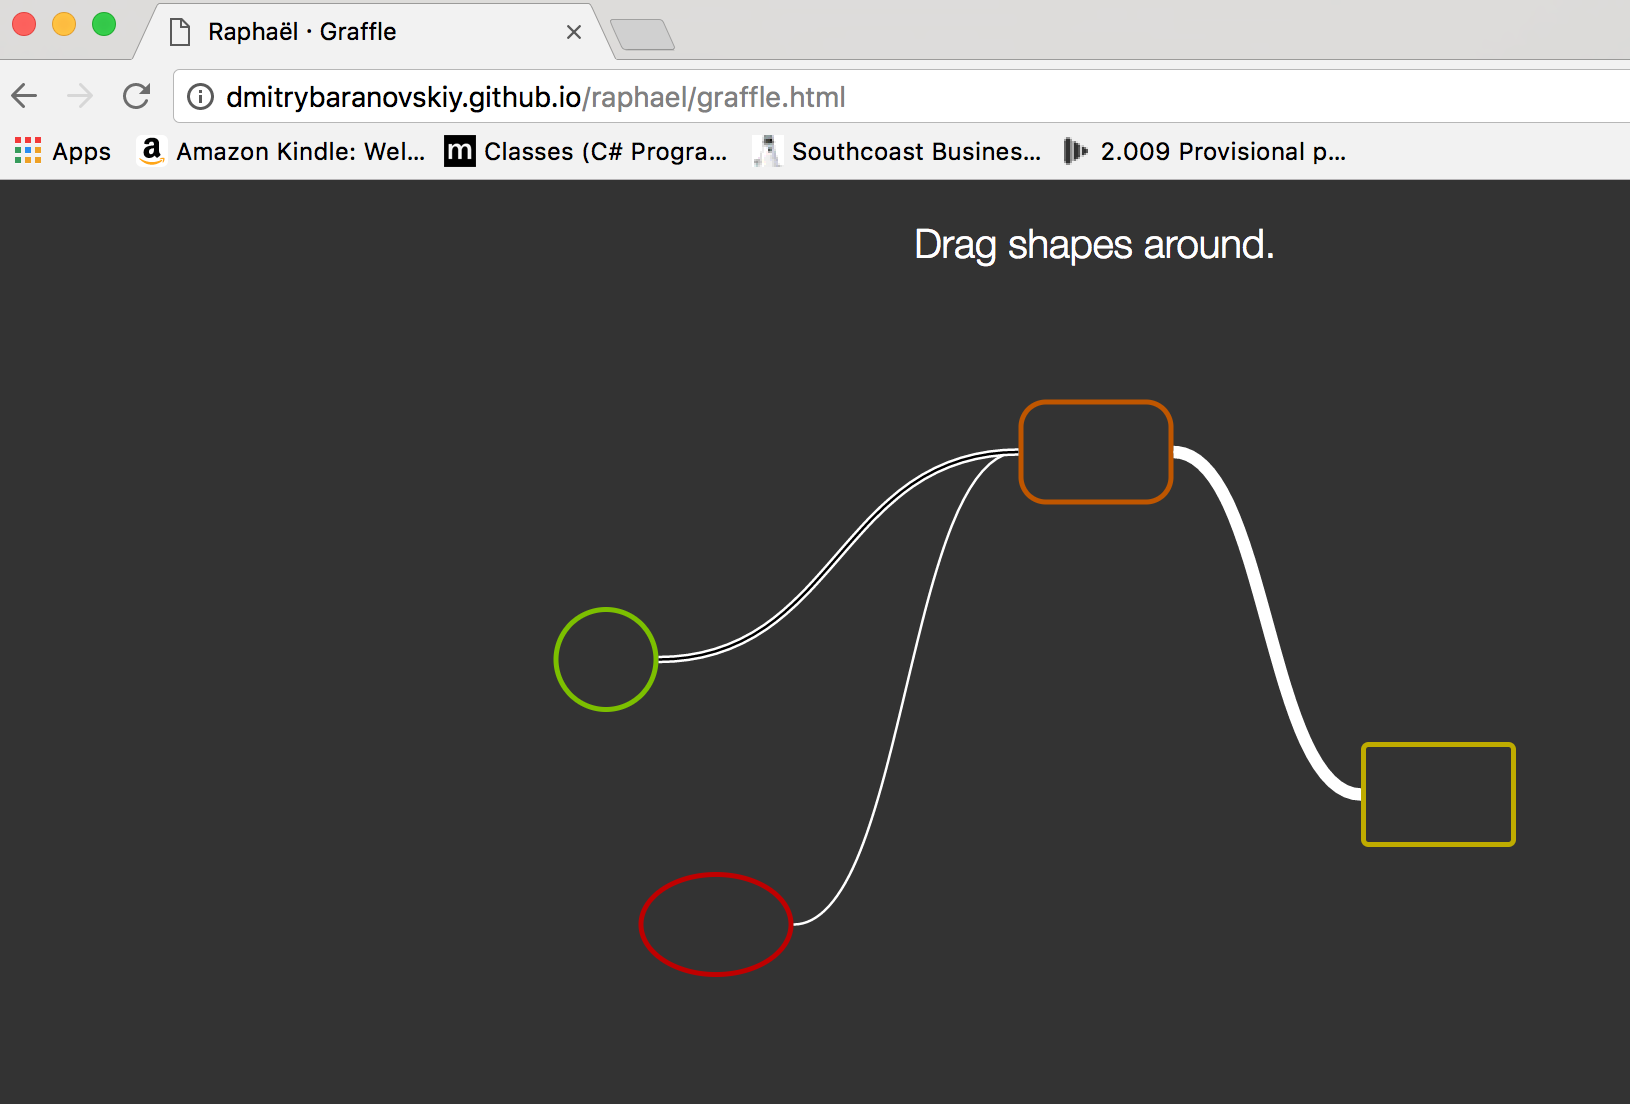 Raphaël · Graffle
dmitrybaranovskiy.github.io/raphael/graffle.html
Apps
a Amazon Kindle: Wel...
m Classes (C# Progra...
Southcoast Busines...
2.009 Provisional p...
Drag shapes around.